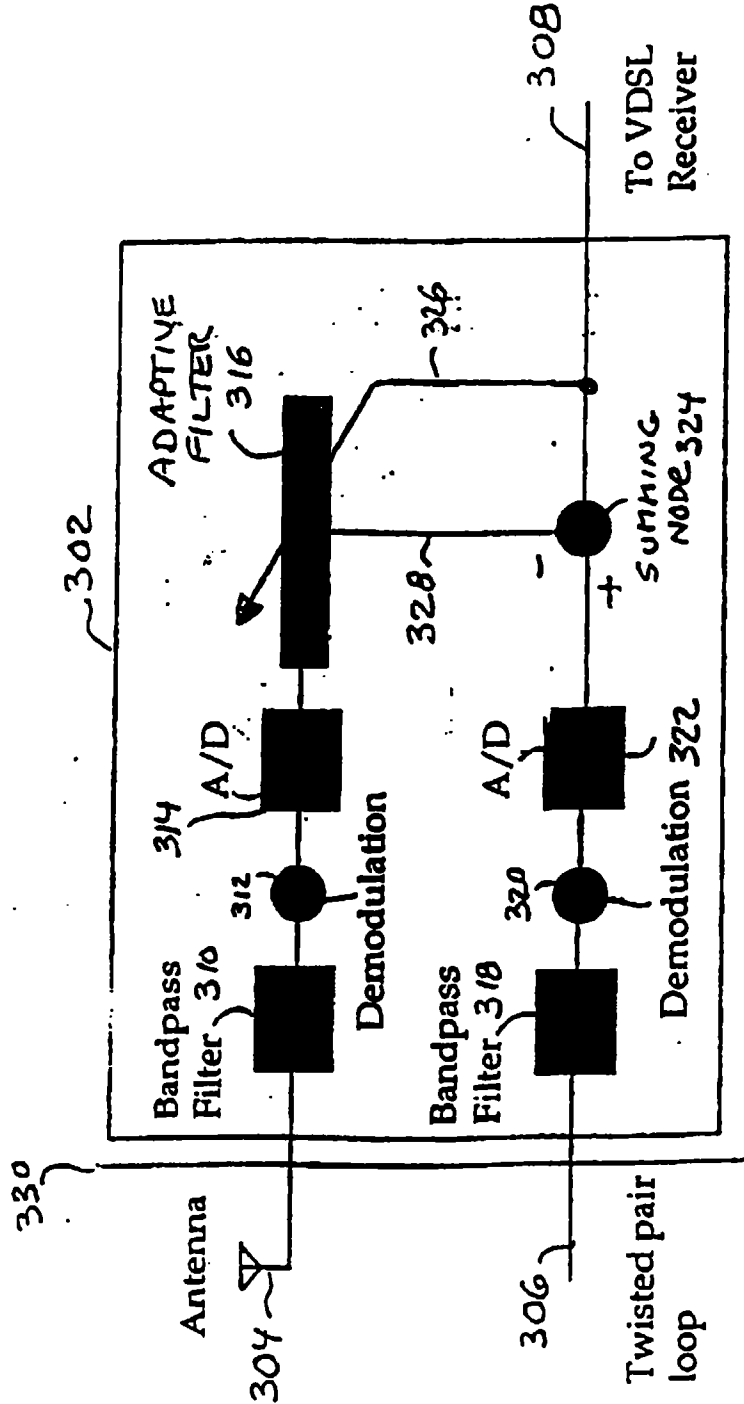 330
302
Antenna
304
Bandpass
Filter 310
312
Demodulation
314
A/D
ADAPTIVE
FILTER
316
326
328
306
Twisted pair
loop
Bandpass
Filter 318
320
Demodulation
A/D
322
-
+
SUMMING
NODE 324
308
To VDSL
Receiver